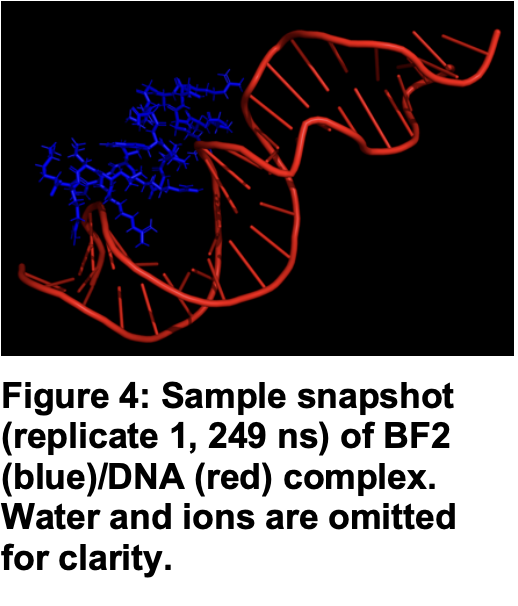 Figure 4: Sample snapshot
(replicate 1, 249 ns) of BF2
(blue)/DNA (red) complex.
Water and ions are omitted
for clarity.